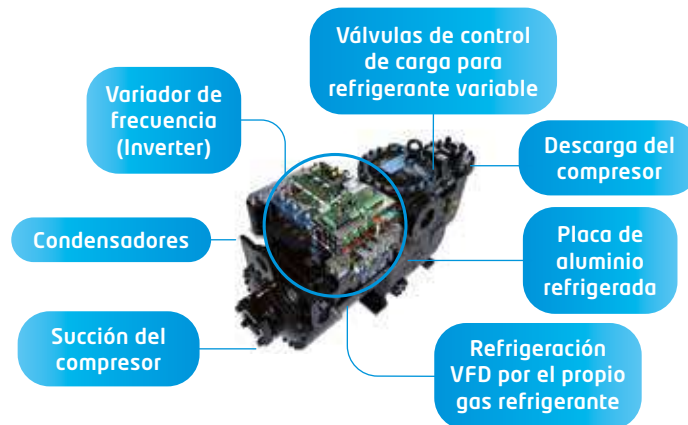 Válvulas de control
de carga para
refrigerante variable
Variador de
frecuencia
(Inverter)
Descarga del
compresor
Condensadores
Placa de
aluminio
refrigerada
Succión del
compresor
Refrigeración
VFD por el propio
gas refrigerante